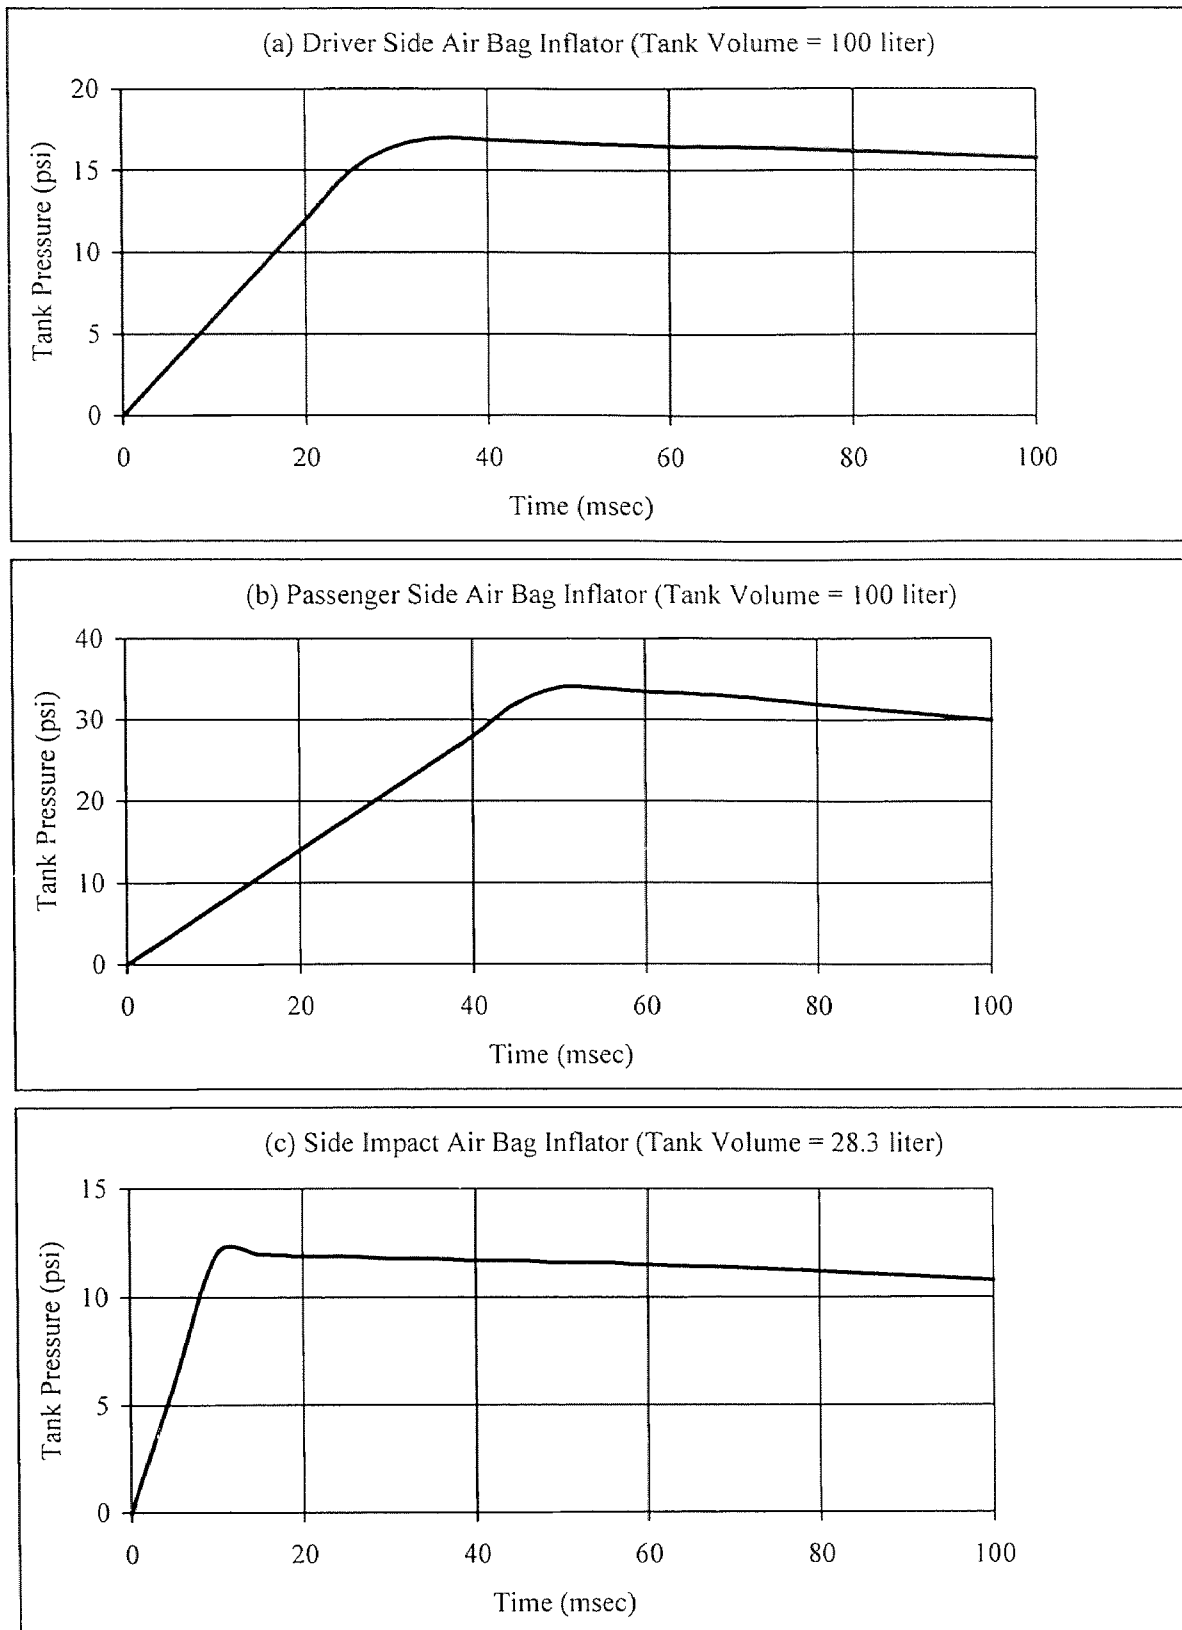 (a) Driver Side Air Bag Inflator (Tank Volume = 100 liter)
20
15
10
5
0
Tank Pressure (psi)
0 20 40 60 80 100
Time (msec)
(b) Passenger Side Air Bag Inflator (Tank Volume = 100 liter)
40
30
20
10
0
Tank Pressure (psi)
0 20 40 60 80 100
Time (msec)
(c) Side Impact Air Bag Inflator (Tank Volume = 28.3 liter)
15
10
5
0
Tank Pressure (psi)
0 20 40 60 80 100
Time (msec)